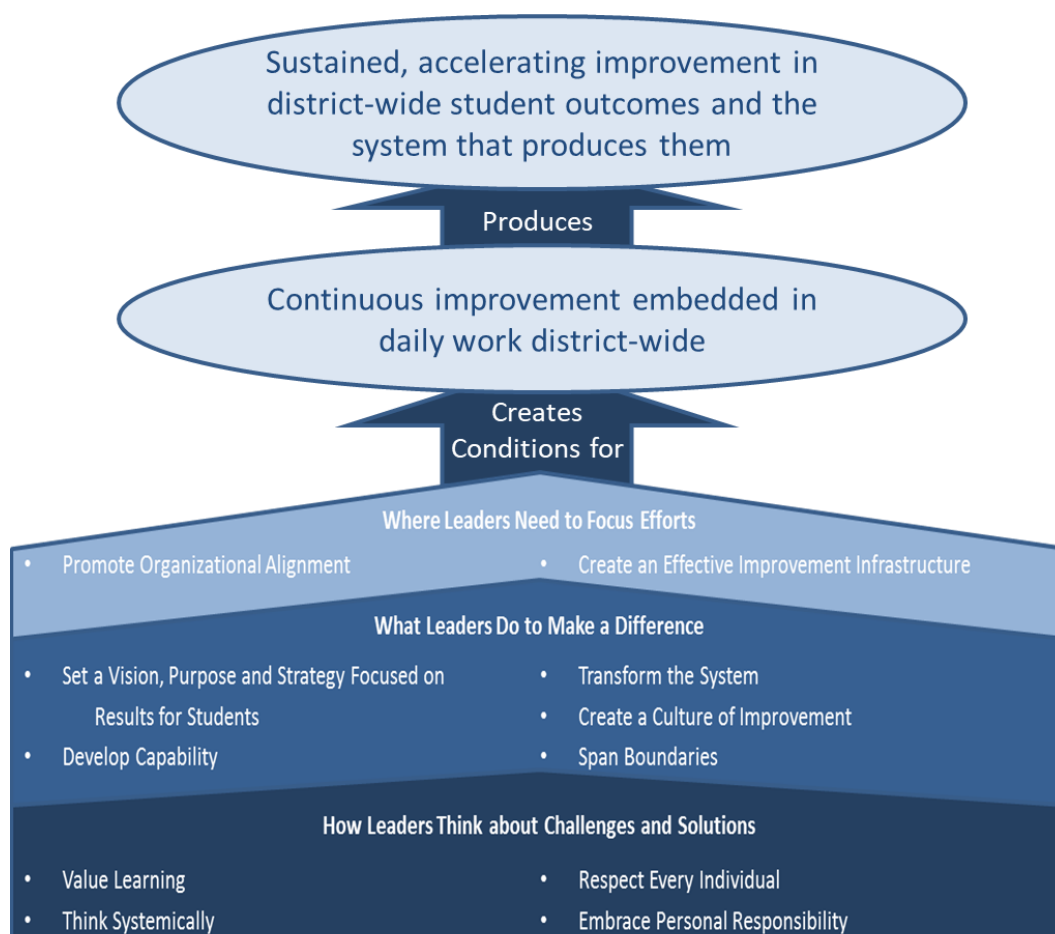 Sustained, accelerating improvement in
district-wide student outcomes and the
system that produces them
Produces
Continuous improvement embedded in
daily work district-wide
Creates
Conditions for
Where Leaders Need to Focus Efforts
• Promote Organizational Alignment
• Create an Effective Improvement Infrastructure
What Leaders Do to Make a Difference
• Set a Vision, Purpose and Strategy Focused on
Results for Students
• Develop Capability
• Transform the System
• Create a Culture of Improvement
• Span Boundaries
How Leaders Think about Challenges and Solutions
• Value Learning
• Think Systemically
• Respect Every Individual
• Embrace Personal Responsibility